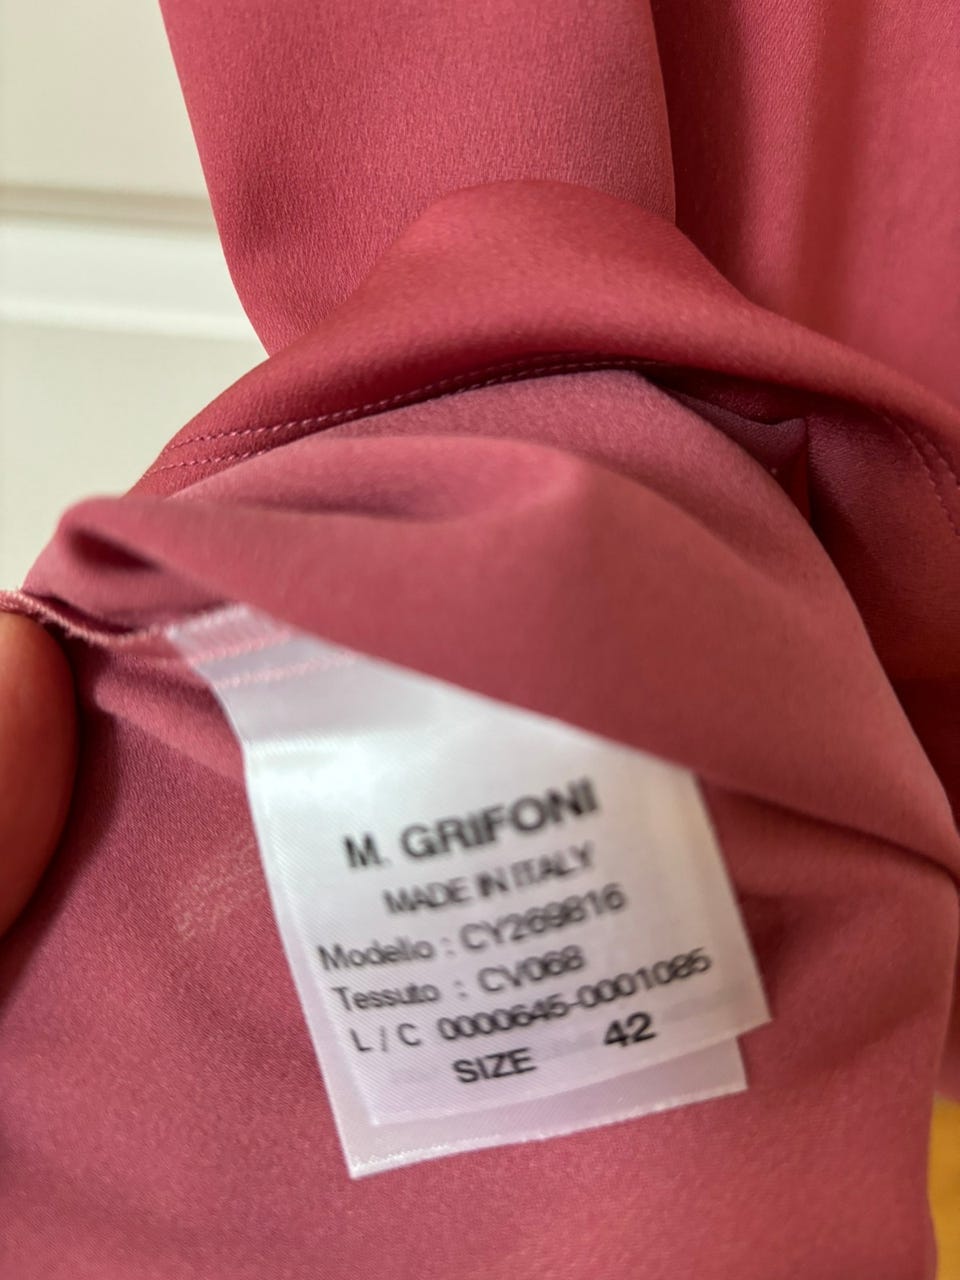 M. GRIFONI
MADE IN ITALY
Modello : CY269816
Tessuto : CV068
L / C 0000645-0001085
SIZE 42